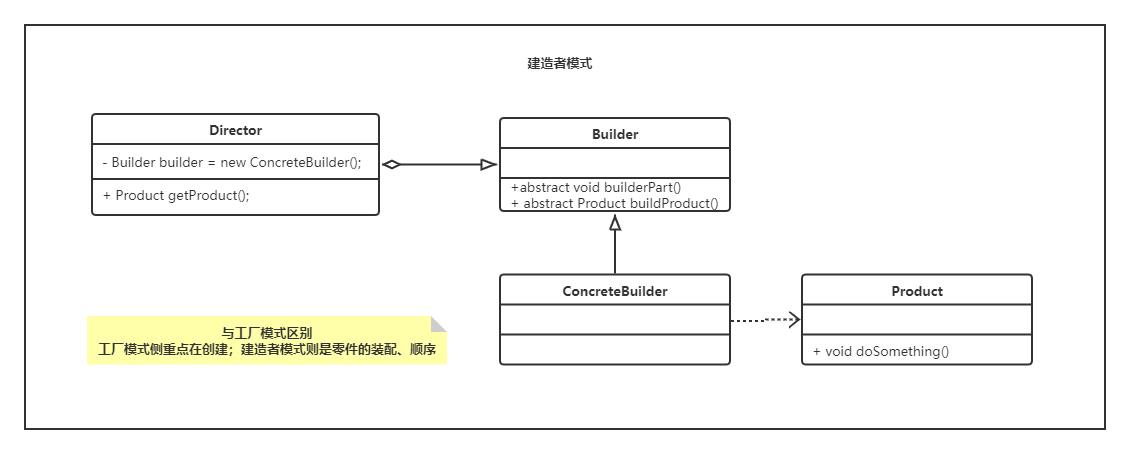 建造者模式
Director
- Builder builder = new ConcreteBuilder();
+ Product getProduct();
Builder
+abstract void builderPart()
+ abstract Product buildProduct()
ConcreteBuilder
Product
+ void doSomething()
与工厂模式区别
工厂模式侧重点在创建；建造者模式则是零件的装配、顺序